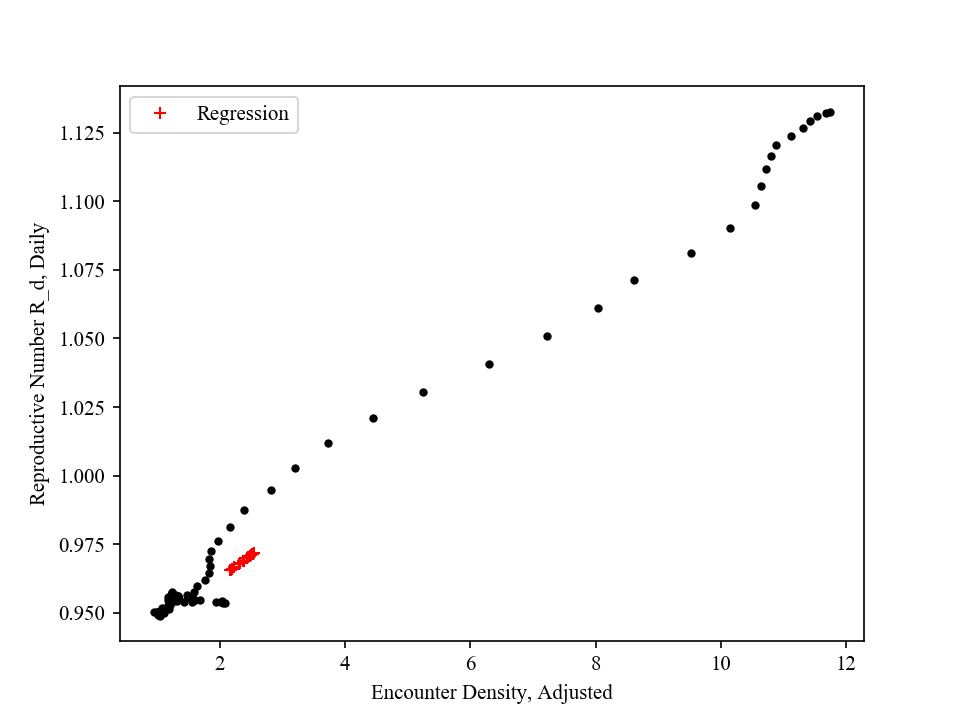 Regression
1.125
1.100
1.075
1.050
1.025
1.000
0.975
0.950
Reproductive Number R_d, Daily
2 4 6 8 10 12
Encounter Density, Adjusted